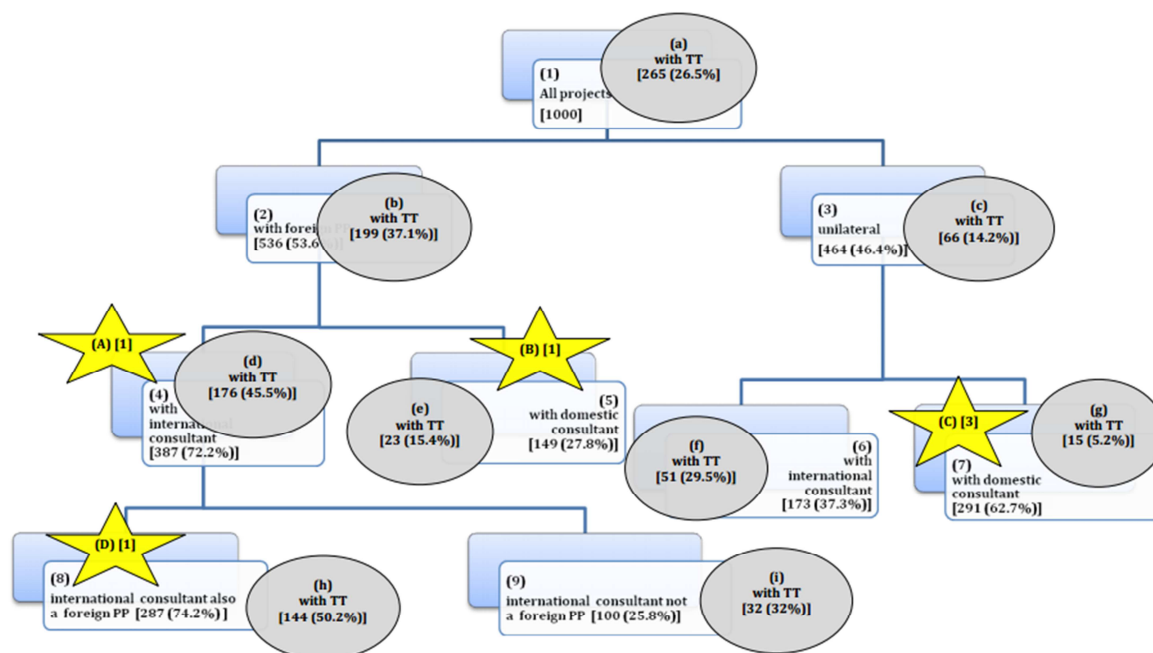 (a)
with TT
[265 (26.5%]
(1)
All projects
[1000]
(b)
with TT
[199 (37.1%)]
(2)
with foreign PP
[536 (53.6%)]
(c)
with TT
[66 (14.2%)]
(3)
unilateral
[464 (46.4%)]
(A) [1]
(d)
with TT
[176 (45.5%)]
(4)
with
international
consultant
[387 (72.2%)]
(B) [1]
(e)
with TT
[23 (15.4%)]
(5)
with domestic
consultant
[149 (27.8%)]
(f)
with TT
[51 (29.5%)]
(6)
with
international
consultant
[173 (37.3%)]
(C) [3]
(g)
with TT
[15 (5.2%)]
(7)
with domestic
consultant
[291 (62.7%)]
(D) [1]
(8)
international consultant also
a foreign PP [287 (74.2%) ]
(h)
with TT
[144 (50.2%)]
(9)
international consultant not
a foreign PP [100 (25.8%)]
(i)
with TT
[32 (32%)]